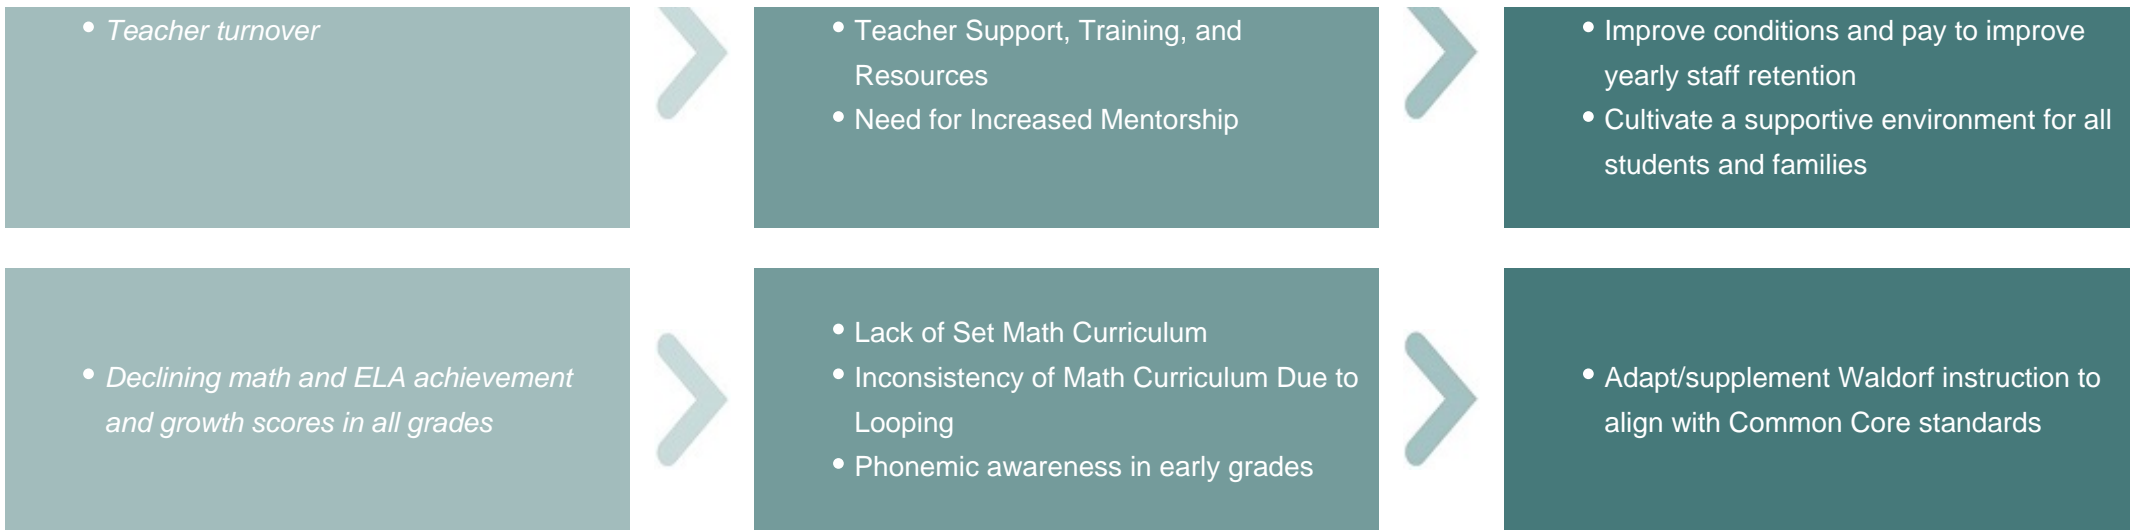 • Teacher turnover
• Teacher Support, Training, and
Resources
• Need for Increased Mentorship
• Improve conditions and pay to improve
yearly staff retention
• Cultivate a supportive environment for all
students and families
• Declining math and ELA achievement
and growth scores in all grades
• Lack of Set Math Curriculum
• Inconsistency of Math Curriculum Due to
Looping
• Phonemic awareness in early grades
• Adapt/supplement Waldorf instruction to
align with Common Core standards